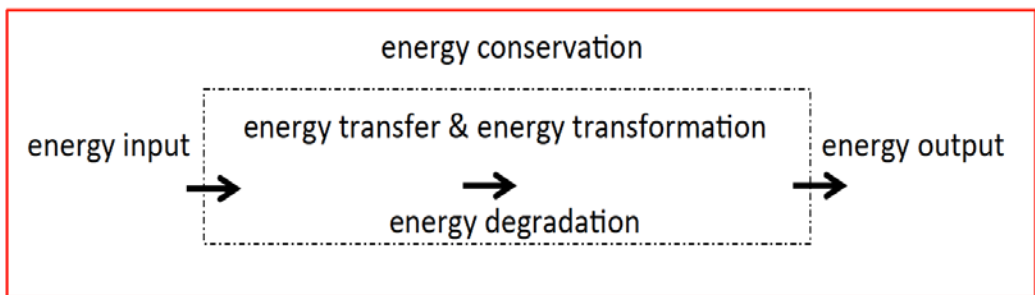 energy conservation
energy transfer & energy transformation
energy input
energy output
energy degradation